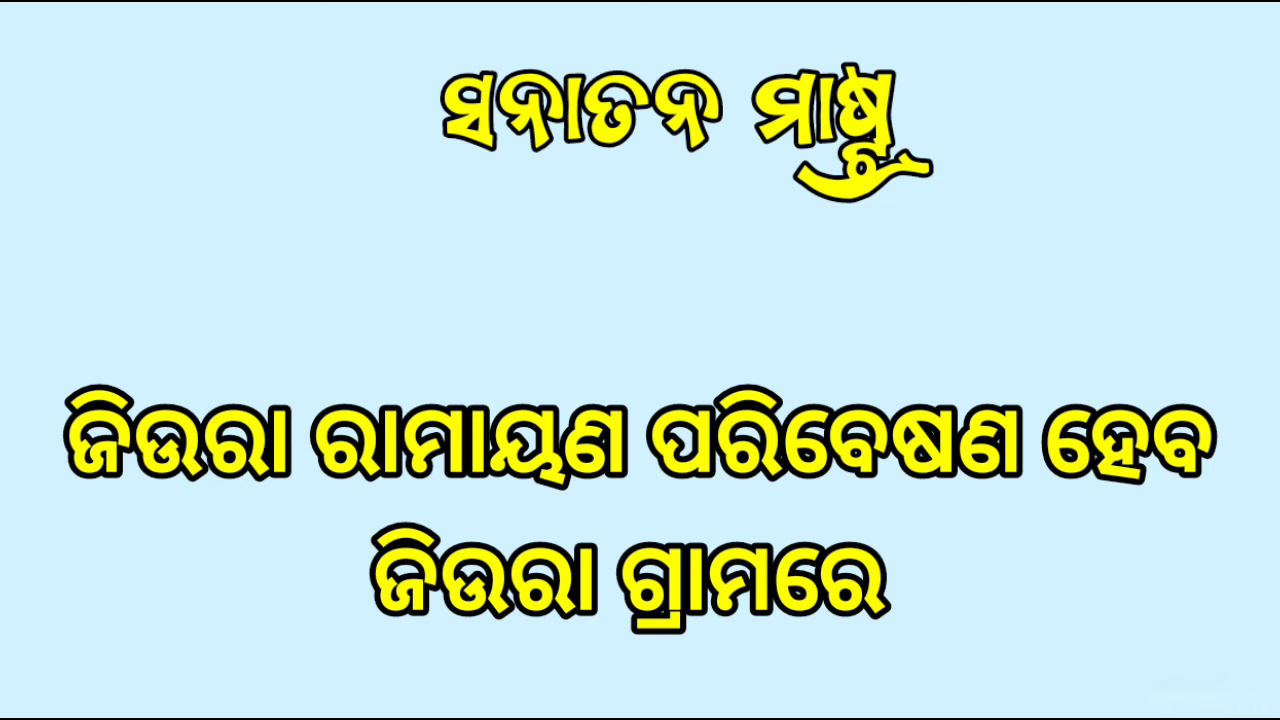 ସନାତନ ମାଷ୍ଟ୍ର
ଜିଉରା ରାମାୟଣ ପରିବେଷଣ ହେବ
ଜିଉରା ଗ୍ରାମରେ